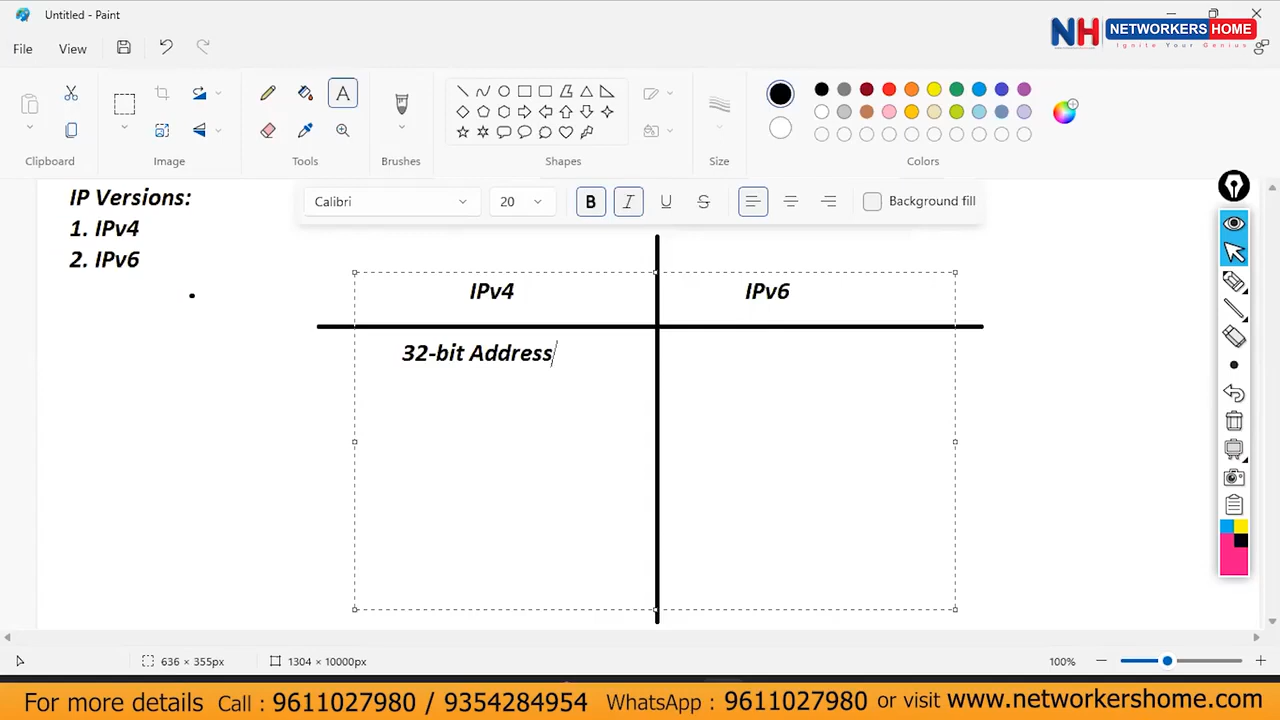 Untitled - Paint
NH NETWORKERS HOME
Ignite Your Genius
File View
Clipboard Image Tools Brushes Shapes Size Colors
Calibri 20 B I U S Background fill
IP Versions:
1. IPv4
2. IPv6
IPv4 IPv6
32-bit Address
636 × 355px 1304 × 10000px 100%
For more details Call : 9611027980 / 9354284954 WhatsApp : 9611027980 or visit www.networkershome.com